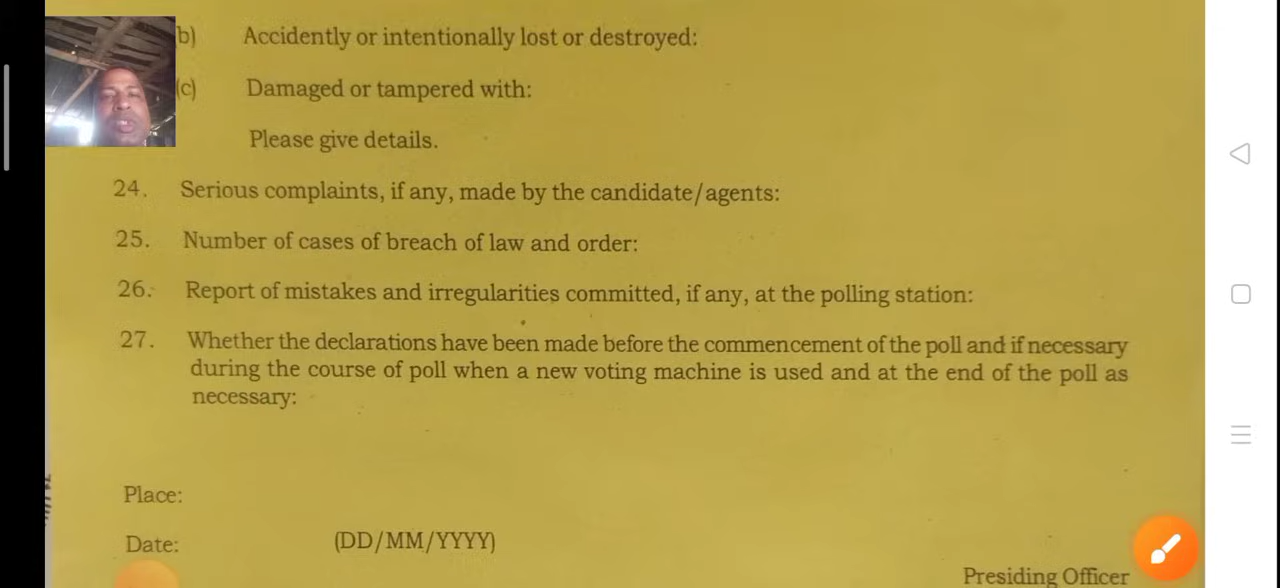 b) Accidently or intentionally lost or destroyed:
(c) Damaged or tampered with:
Please give details.
24. Serious complaints, if any, made by the candidate/agents:
25. Number of cases of breach of law and order:
26. Report of mistakes and irregularities committed, if any, at the polling station:
27. Whether the declarations have been made before the commencement of the poll and if necessary
during the course of poll when a new voting machine is used and at the end of the poll as
necessary:
Place:
Date: (DD/MM/YYYY)
Presiding Officer